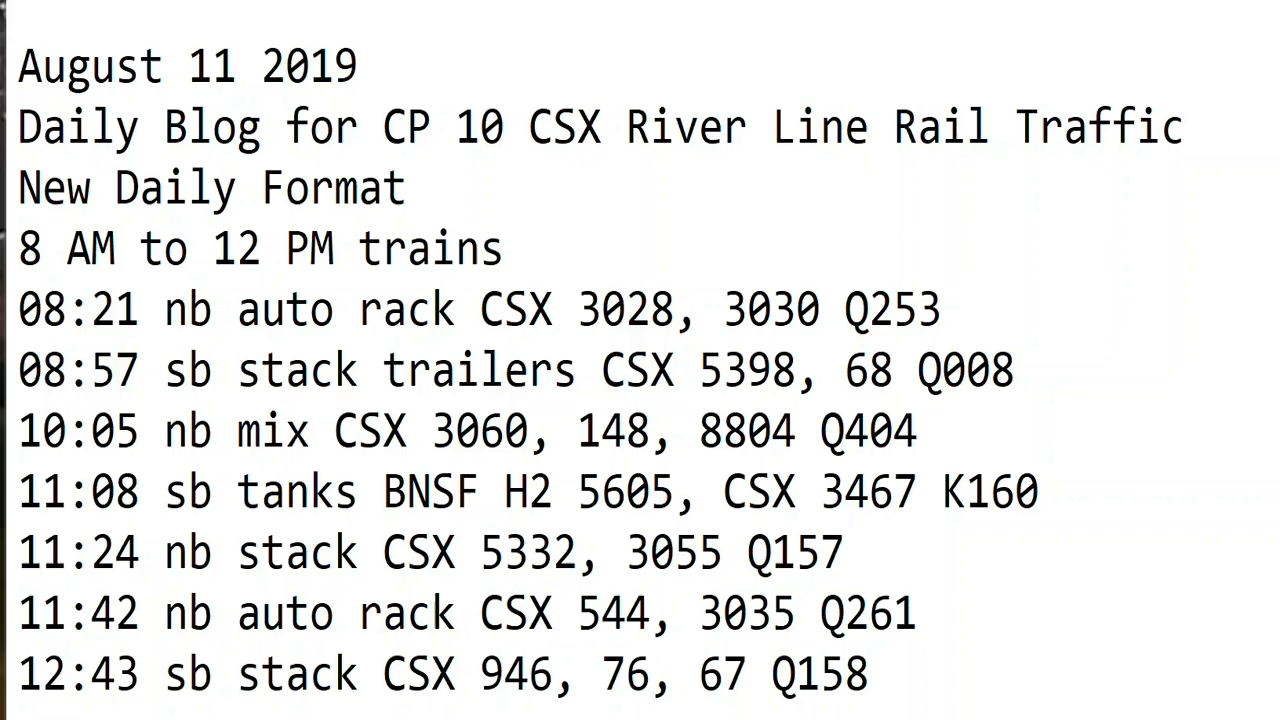 August 11 2019
Daily Blog for CP 10 CSX River Line Rail Traffic
New Daily Format
8 AM to 12 PM trains
08:21 nb auto rack CSX 3028, 3030 Q253
08:57 sb stack trailers CSX 5398, 68 Q008
10:05 nb mix CSX 3060, 148, 8804 Q404
11:08 sb tanks BNSF H2 5605, CSX 3467 K160
11:24 nb stack CSX 5332, 3055 Q157
11:42 nb auto rack CSX 544, 3035 Q261
12:43 sb stack CSX 946, 76, 67 Q158